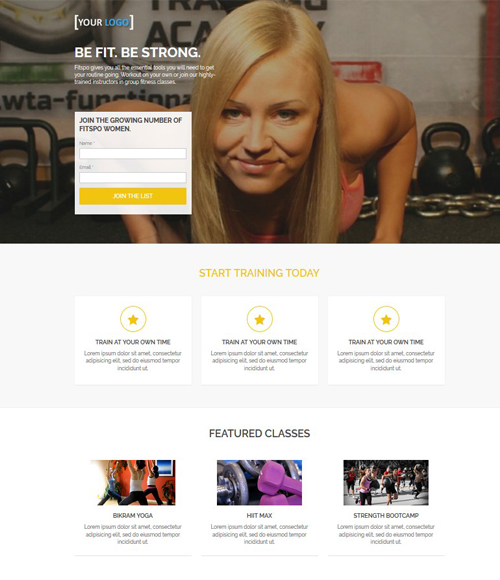 TRAINING
ACA
[YOUR LOGO]
BE FIT. BE STRONG.
Fitspo gives you all the essential tools you will need to get
your routine going. Workout on your own or join our highly-
trained instructors in group fitness classes.
wta-functiona
JOIN THE GROWING NUMBER OF
FITSPO WOMEN.
Name *
Email *
JOIN THE LIST
START TRAINING TODAY
TRAIN AT YOUR OWN TIME
Lorem ipsum dolor sit amet, consectetur
adipisicing elit, sed do eiusmod tempor
incididunt ut.
TRAIN AT YOUR OWN TIME
Lorem ipsum dolor sit amet, consectetur
adipisicing elit, sed do eiusmod tempor
incididunt ut.
TRAIN AT YOUR OWN TIME
Lorem ipsum dolor sit amet, consectetur
adipisicing elit, sed do eiusmod tempor
incididunt ut.
FEATURED CLASSES
BIKRAM YOGA
Lorem ipsum dolor sit amet, consectetur
adipisicing elit, sed do eiusmod tempor
incididunt ut.
HIIT MAX
Lorem ipsum dolor sit amet, consectetur
adipisicing elit, sed do eiusmod tempor
incididunt ut.
STRENGTH BOOTCAMP
Lorem ipsum dolor sit amet, consectetur
adipisicing elit, sed do eiusmod tempor
incididunt ut.